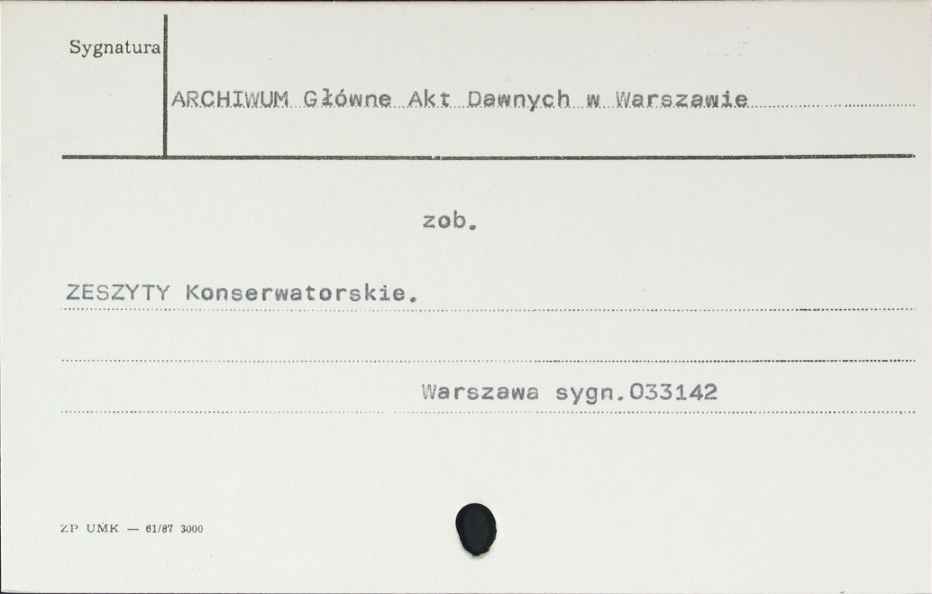 Sygnatura
ARCHIWUM Główne Akt Dawnych w Warszawie
zob.
ZESZYTY Konserwatorskie.
Warszawa sygn.033142
ZP UMK — 61/87 3000